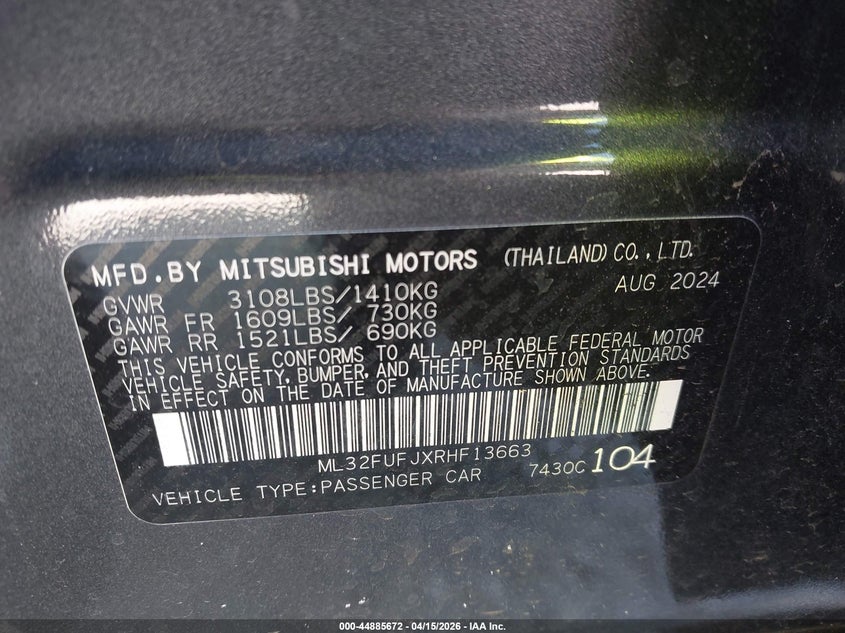 MFD.BY MITSUBISHI MOTORS (THAILAND) CO., LTD.
AUG 2024
GVWR 3108LBS/1410KG
GAWR FR 1609LBS/ 730KG
GAWR RR 1521LBS/ 690KG
THIS VEHICLE CONFORMS TO ALL APPLICABLE FEDERAL MOTOR
VEHICLE SAFETY, BUMPER, AND THEFT PREVENTION STANDARDS
IN EFFECT ON THE DATE OF MANUFACTURE SHOWN ABOVE.
ML32FUFJXRHF13663
7430C 104
VEHICLE TYPE:PASSENGER CAR
000-44885672 - 04/15/2026 - IAA Inc.